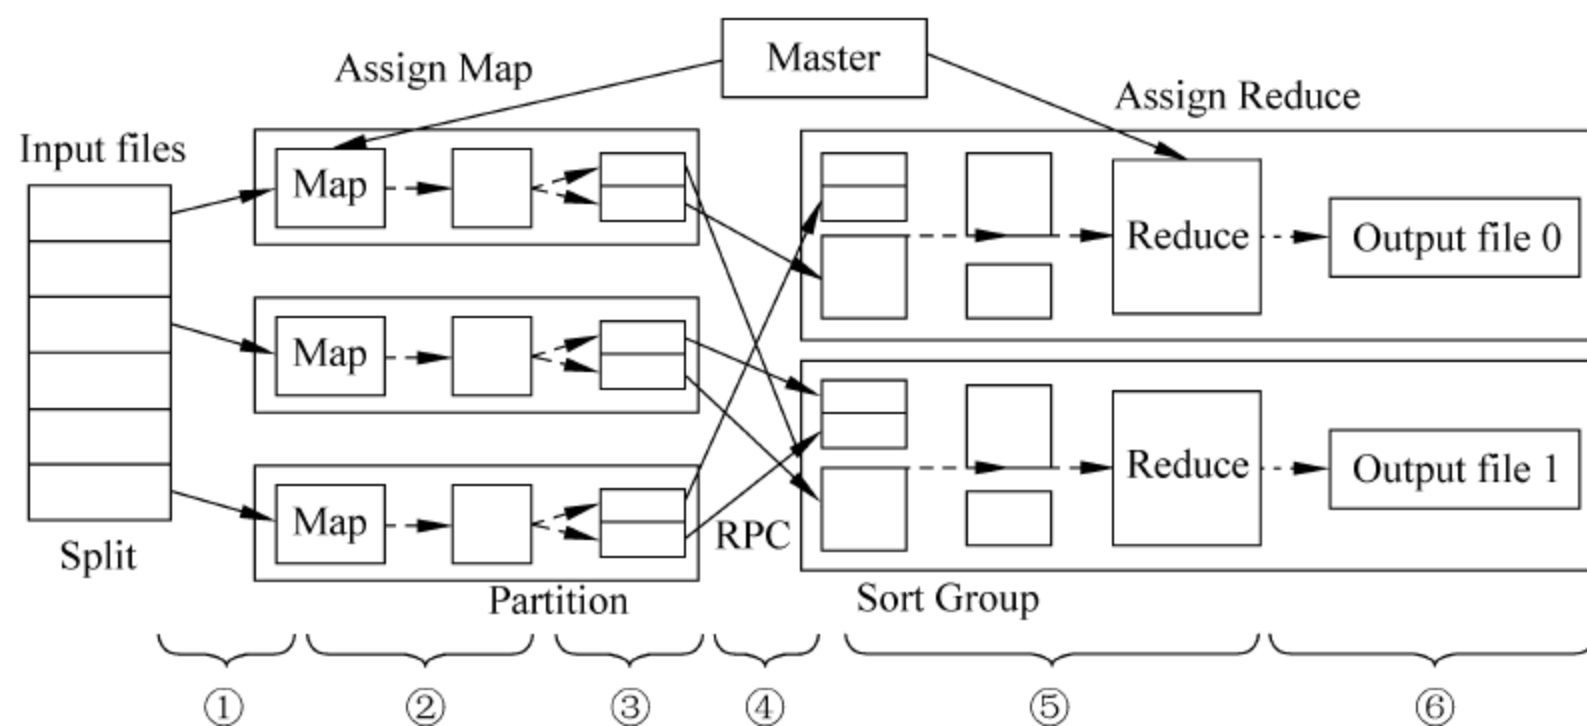 Master
Assign Map
Assign Reduce
Input files
Map
Reduce
Output file 0
Map
Map
Reduce
Output file 1
RPC
Split
Partition
Sort Group
① ② ③ ④ ⑤ ⑥